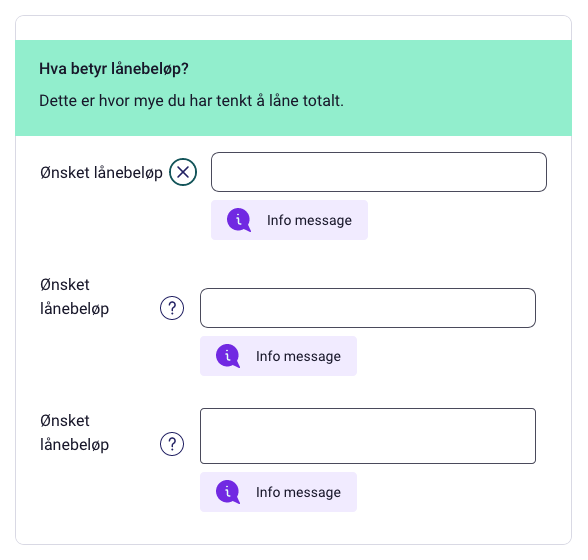 Hva betyr lånebeløp?
Dette er hvor mye du har tenkt å låne totalt.
Ønsket lånebeløp
Info message
Ønsket
lånebeløp ?
Info message
Ønsket
lånebeløp ?
Info message